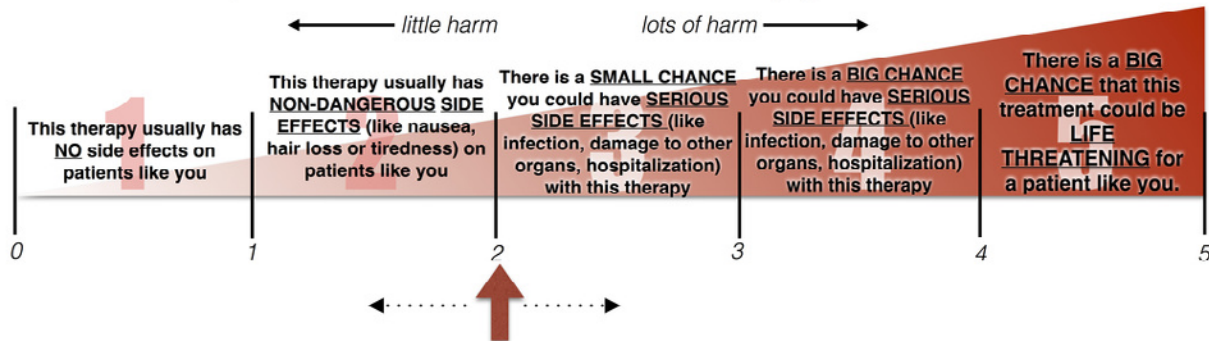 little harm
lots of harm
1
This therapy usually has
NO side effects on
patients like you
2
This therapy usually has
NON-DANGEROUS SIDE
EFFECTS (like nausea,
hair loss or tiredness) on
patients like you
3
There is a SMALL CHANCE
you could have SERIOUS
SIDE EFFECTS (like
infection, damage to other
organs, hospitalization)
with this therapy
4
There is a BIG CHANCE
you could have SERIOUS
SIDE EFFECTS (like
infection, damage to other
organs, hospitalization)
with this therapy
5
There is a BIG
CHANCE that this
treatment could be
LIFE
THREATENING for
a patient like you.
0
1
2
3
4
5